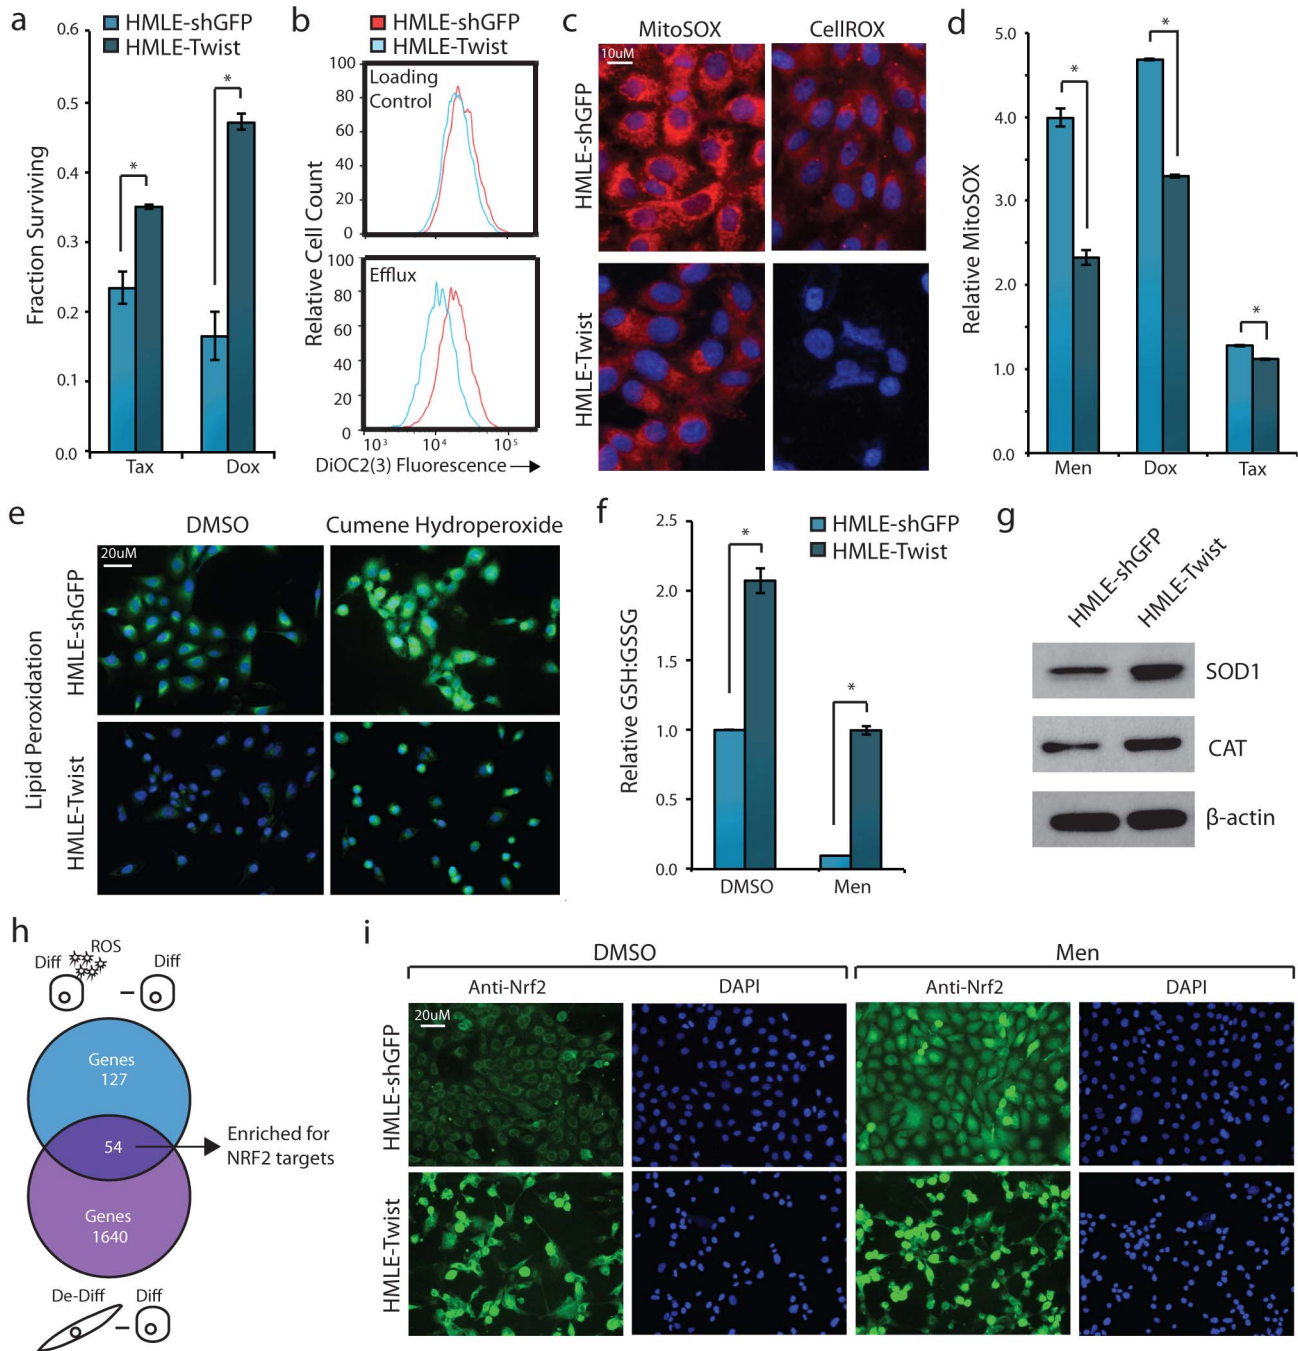 a
HMLE-shGFP
HMLE-Twist
Fraction Surviving
0.6
0.5
0.4
0.3
0.2
0.1
0.0
*
*
Tax
Dox
b
HMLE-shGFP
HMLE-Twist
Relative Cell Count
Loading
Control
100
80
60
40
20
0
Efflux
100
80
60
40
20
0
10³
10⁴
10⁵
DiOC2(3) Fluorescence
c
MitoSOX
CellROX
10uM
HMLE-shGFP
HMLE-Twist
d
Relative MitoSOX
5.0
4.0
3.0
2.0
1.0
0.0
*
*
*
Men
Dox
Tax
e
DMSO
Cumene Hydroperoxide
20uM
Lipid Peroxidation
HMLE-shGFP
HMLE-Twist
f
HMLE-shGFP
HMLE-Twist
Relative GSH:GSSG
2.5
2.0
1.5
1.0
0.5
0.0
*
*
DMSO
Men
g
HMLE-shGFP
HMLE-Twist
SOD1
CAT
β-actin
h
ROS
Diff
–
Diff
Genes
127
54
Enriched for
NRF2 targets
Genes
1640
De-Diff
–
Diff
i
DMSO
Men
Anti-Nrf2
DAPI
Anti-Nrf2
DAPI
20uM
HMLE-shGFP
HMLE-Twist